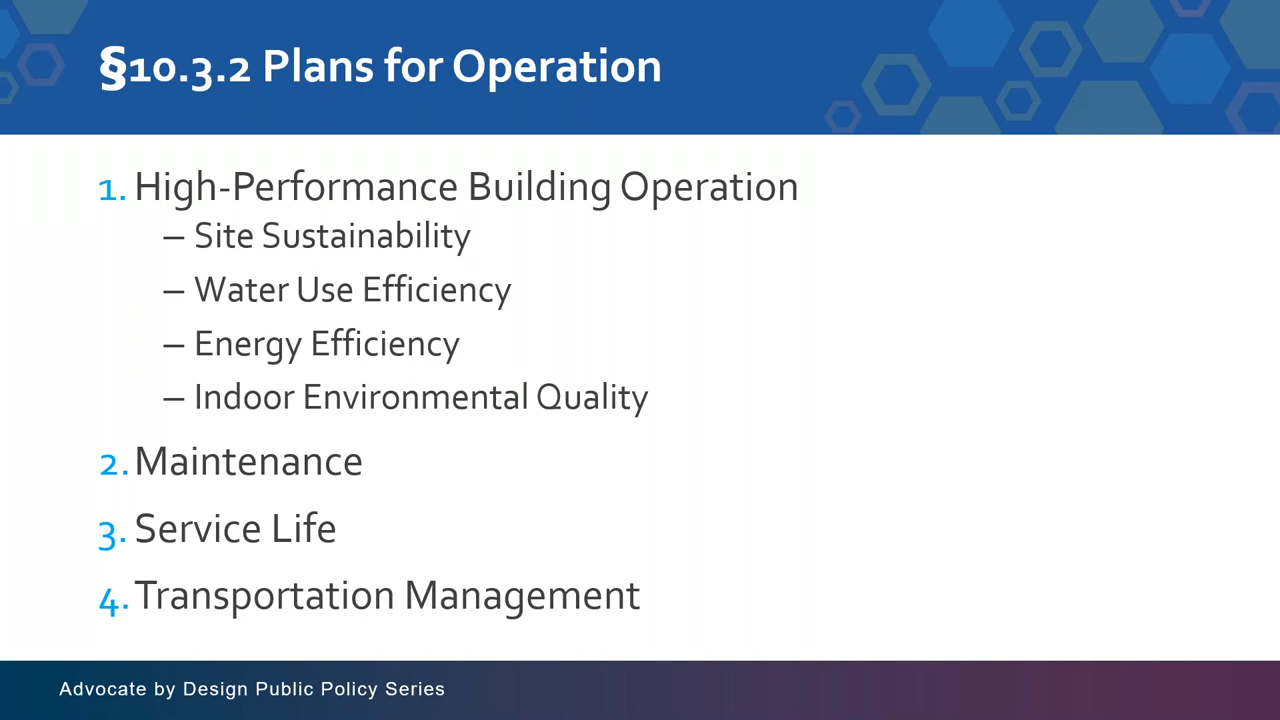 §10.3.2 Plans for Operation
1. High-Performance Building Operation
– Site Sustainability
– Water Use Efficiency
– Energy Efficiency
– Indoor Environmental Quality
2. Maintenance
3. Service Life
4. Transportation Management
Advocate by Design Public Policy Series